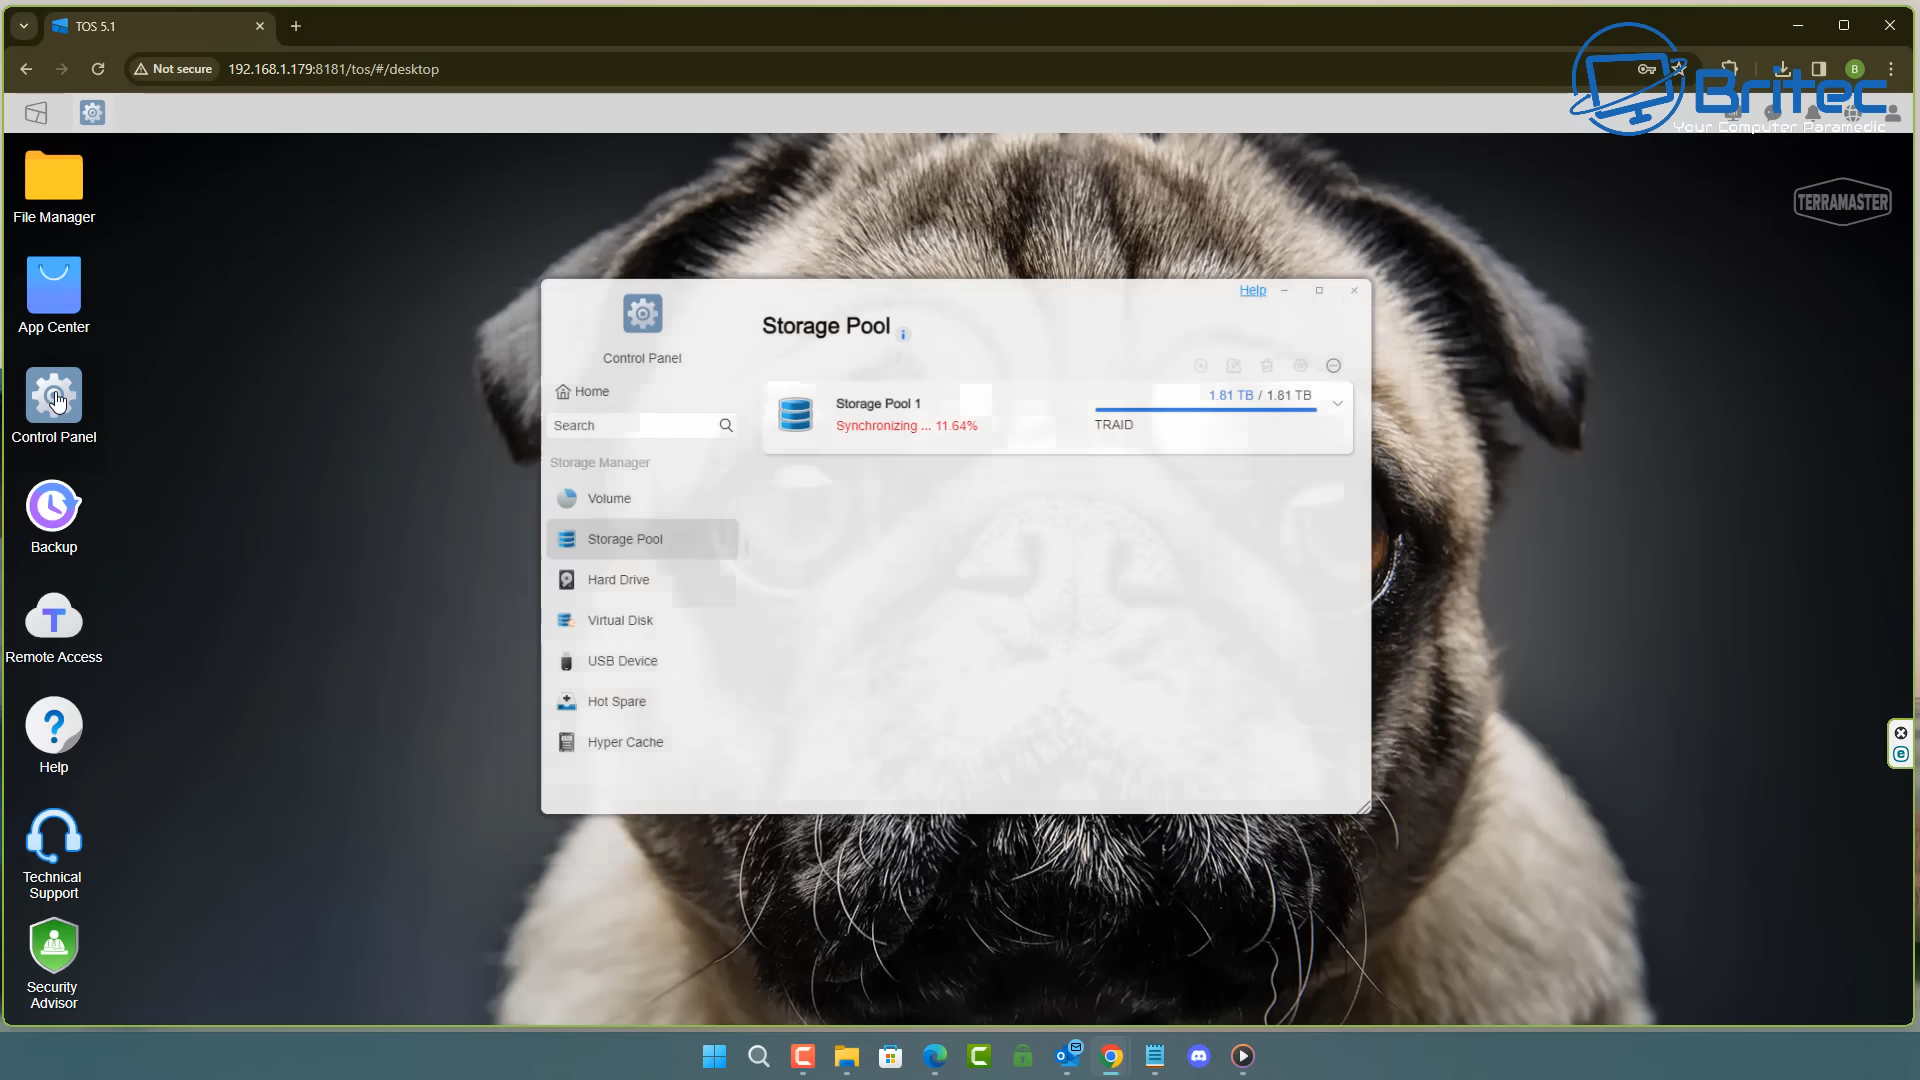 TOS 5.1
Not secure
192.168.1.179:8181/tos/#/desktop
B
Britec
Your Computer Paramedic
TERRAMASTER
File Manager
App Center
Control Panel
Backup
T
Remote Access
?
Help
Technical
Support
Security
Advisor
Help
Control Panel
Home
Search
Storage Manager
Volume
Storage Pool
Hard Drive
Virtual Disk
USB Device
Hot Spare
Hyper Cache
Storage Pool
Storage Pool 1
Synchronizing ... 11.64%
1.81 TB / 1.81 TB
TRAID